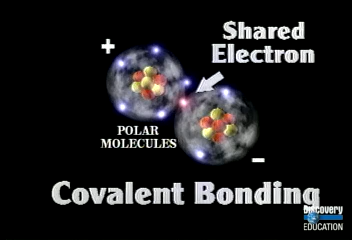 Shared
Electron
+
POLAR
MOLECULES
−
Covalent Bonding
Discovery
EDUCATION